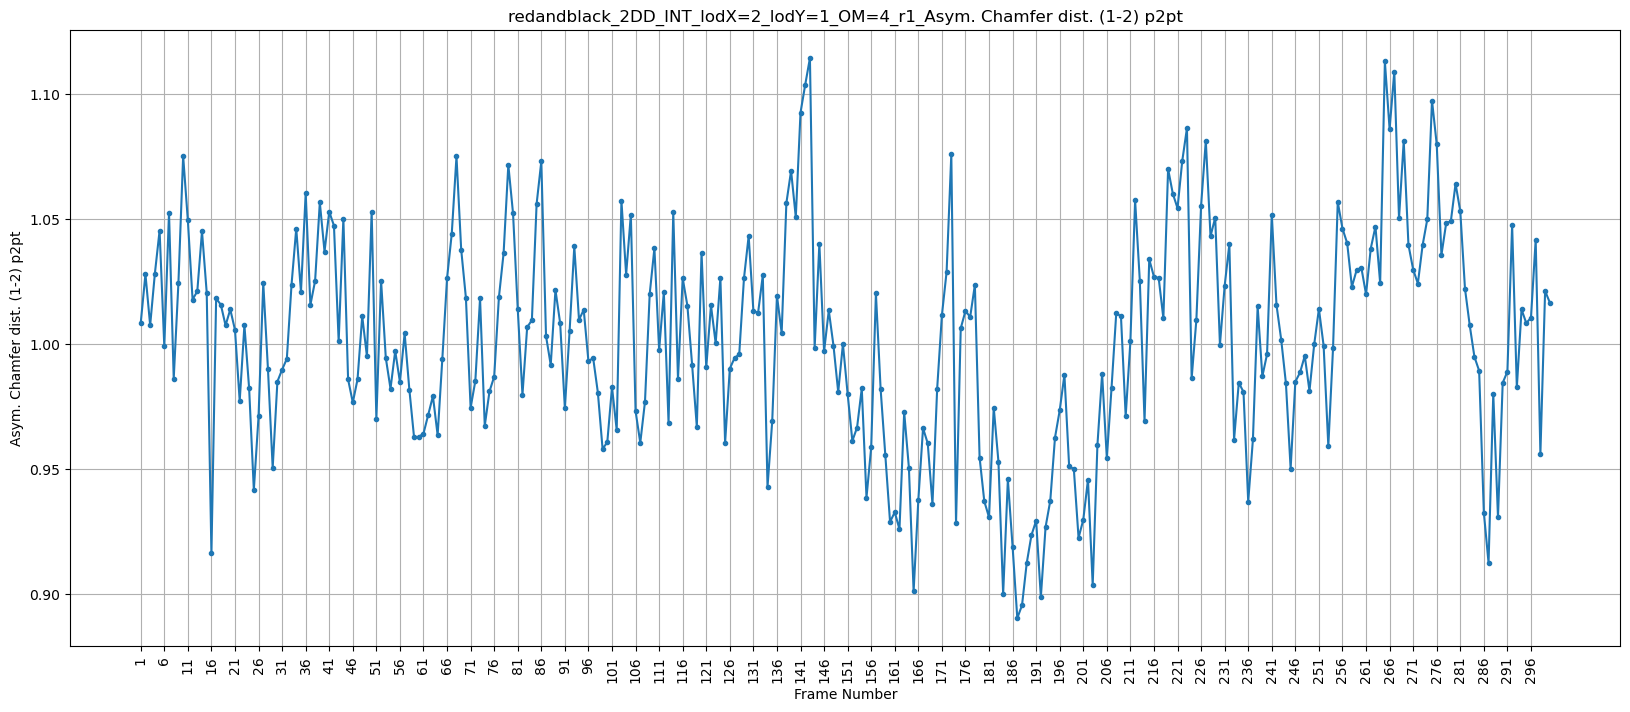 redandblack_2DD_INT_lodX=2_lodY=1_OM=4_r1_Asym. Chamfer dist. (1-2) p2pt
Asym. Chamfer dist. (1-2) p2pt
1.10
1.05
1.00
0.95
0.90
1 6 11 16 21 26 31 36 41 46 51 56 61 66 71 76 81 86 91 96 101 106 111 116 121 126 131 136 141 146 151 156 161 166 171 176 181 186 191 196 201 206 211 216 221 226 231 236 241 246 251 256 261 266 271 276 281 286 291 296
Frame Number